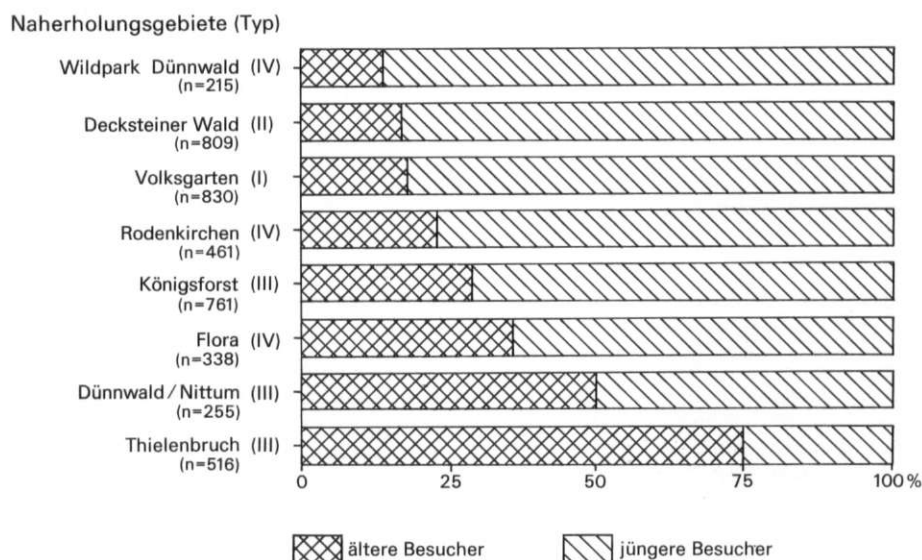 Naherholungsgebiete (Typ)
Wildpark Dünnwald (IV)
(n=215)
Decksteiner Wald (II)
(n=809)
Volksgarten (I)
(n=830)
Rodenkirchen (IV)
(n=461)
Königsforst (III)
(n=761)
Flora (IV)
(n=338)
Dünnwald/Nittum (III)
(n=255)
Thielenbruch (III)
(n=516)
0 25 50 75 100%
ältere Besucher jüngere Besucher